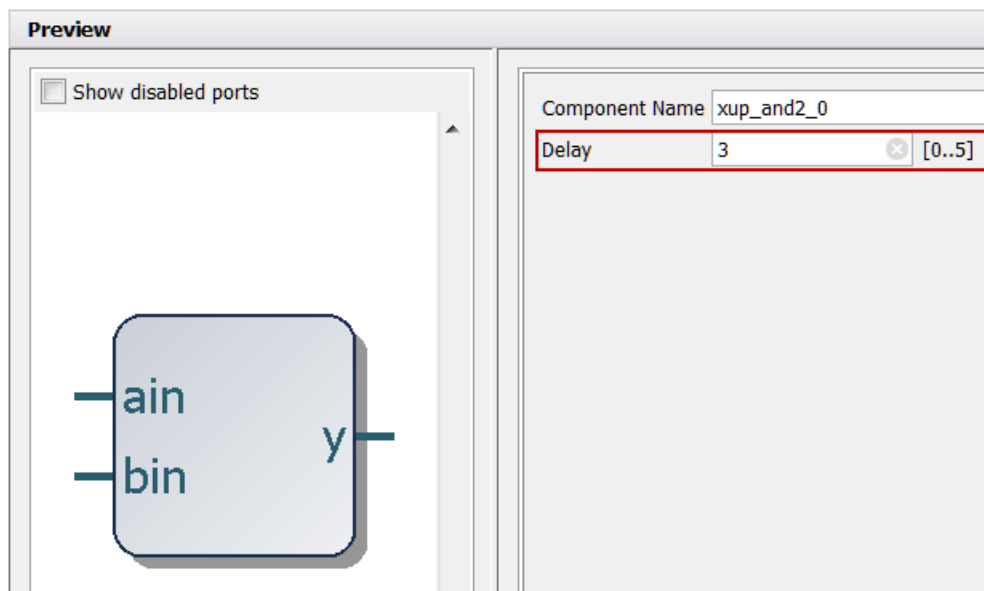 Preview
Show disabled ports
Component Name xup_and2_0
Delay 3 [0..5]
ain
bin
y